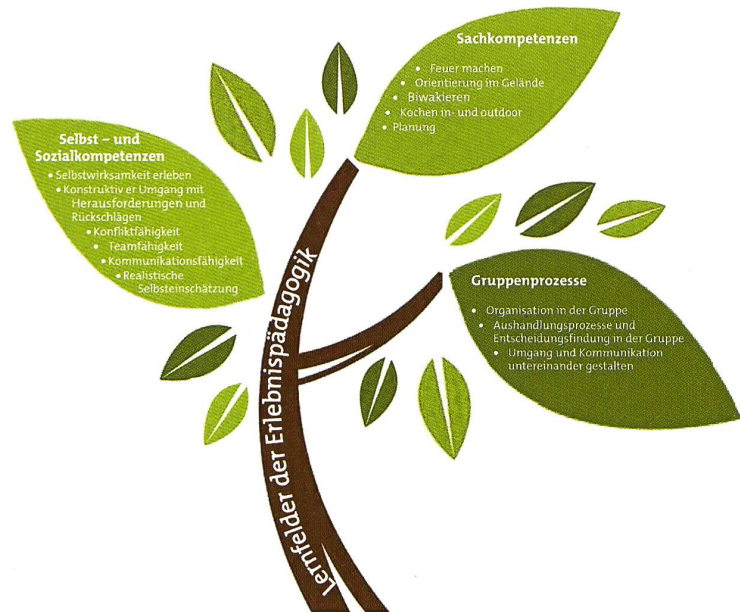 Sachkompetenzen
• Feuer machen
• Orientierung im Gelände
• Biwakieren
• Kochen in- und outdoor
• Planung
Selbst – und
Sozialkompetenzen
• Selbstwirksamkeit erleben
• Konstruktiver Umgang mit
Herausforderungen und
Rückschlägen
• Konfliktfähigkeit
• Teamfähigkeit
• Kommunikationsfähigkeit
• Realistische
Selbsteinschätzung
Gruppenprozesse
• Organisation in der Gruppe
• Aushandlungsprozesse und
Entscheidungsfindung in der Gruppe
• Umgang und Kommunikation
untereinander gestalten
Lernfelder der Erlebnispädagogik